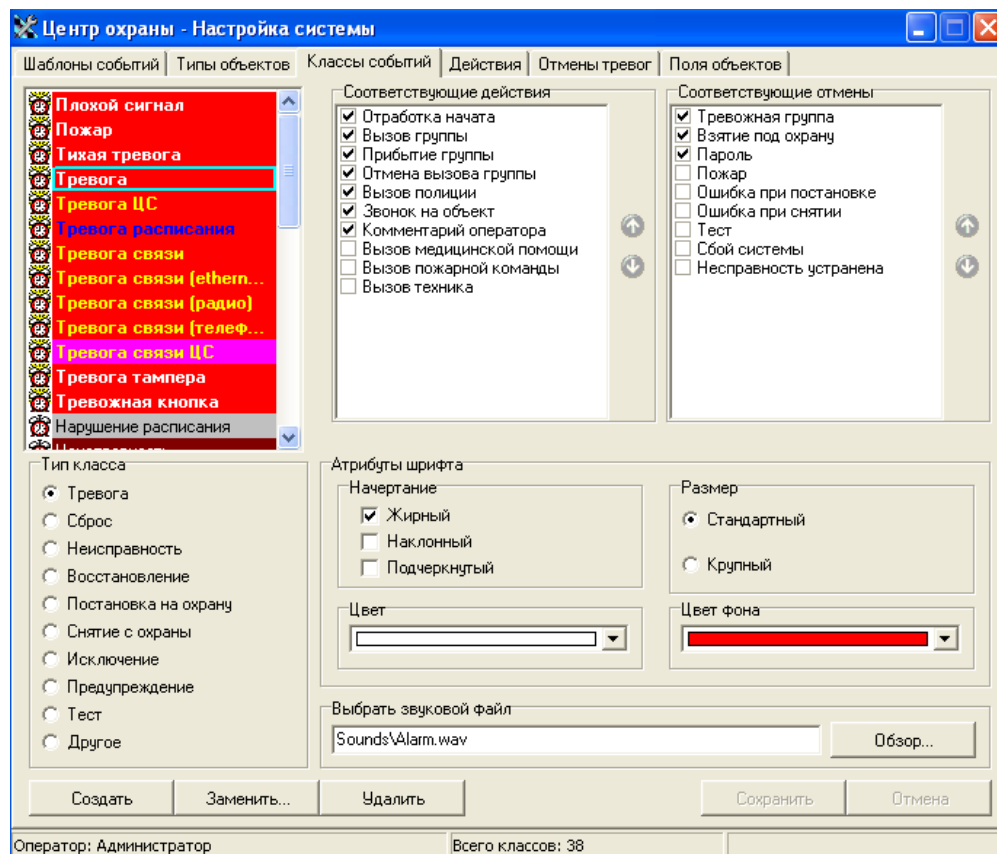 Центр охраны - Настройка системы
Шаблоны событий Типы объектов Классы событий Действия Отмены тревог Поля объектов
Плохой сигнал
Пожар
Тихая тревога
Тревога
Тревога ЦС
Тревога расписания
Тревога связи
Тревога связи (ethern...
Тревога связи (радио)
Тревога связи (телеф...
Тревога связи ЦС
Тревога тампера
Тревожная кнопка
Нарушение расписания
Соответствующие действия
Отработка начата
Вызов группы
Прибытие группы
Отмена вызова группы
Вызов полиции
Звонок на объект
Комментарий оператора
Вызов медицинской помощи
Вызов пожарной команды
Вызов техника
Соответствующие отмены
Тревожная группа
Взятие под охрану
Пароль
Пожар
Ошибка при постановке
Ошибка при снятии
Тест
Сбой системы
Несправность устранена
Тип класса
Тревога
Сброс
Неисправность
Восстановление
Постановка на охрану
Снятие с охраны
Исключение
Предупреждение
Тест
Другое
Атрибуты шрифта
Начертание
Жирный
Наклонный
Подчеркнутый
Размер
Стандартный
Крупный
Цвет
Цвет фона
Выбрать звуковой файл
Sounds\Alarm.wav
Обзор...
Создать Заменить... Удалить Сохранить Отмена
Оператор: Администратор Всего классов: 38